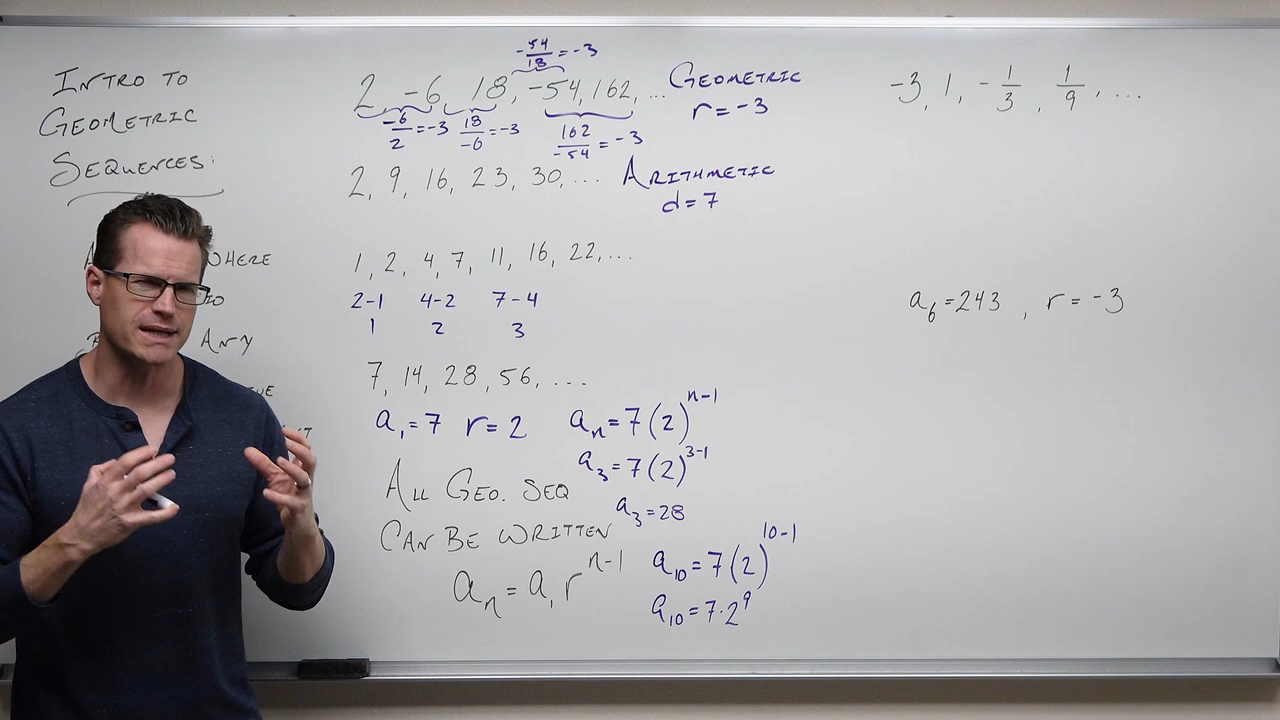 INTRO TO
GEOMETRIC
SEQUENCES:
WHERE
ANY
-54/18 = -3
2, -6, 18, -54, 162, ... GEOMETRIC
r = -3
-6/2 = -3 18/-6 = -3 162/-54 = -3
2, 9, 16, 23, 30, ... ARITHMETIC
d = 7
1, 2, 4, 7, 11, 16, 22, ...
2-1 4-2 7-4
1 2 3
7, 14, 28, 56, ...
a₁ = 7 r = 2 aₙ = 7(2)ⁿ⁻¹
a₃ = 7(2)³⁻¹
a₃ = 28
ALL GEO. SEQ
CAN BE WRITTEN
aₙ = a₁rⁿ⁻¹
a₁₀ = 7(2)¹⁰⁻¹
a₁₀ = 7·2⁹
-3, 1, -1/3, 1/9, ...
a₆ = 243, r = -3